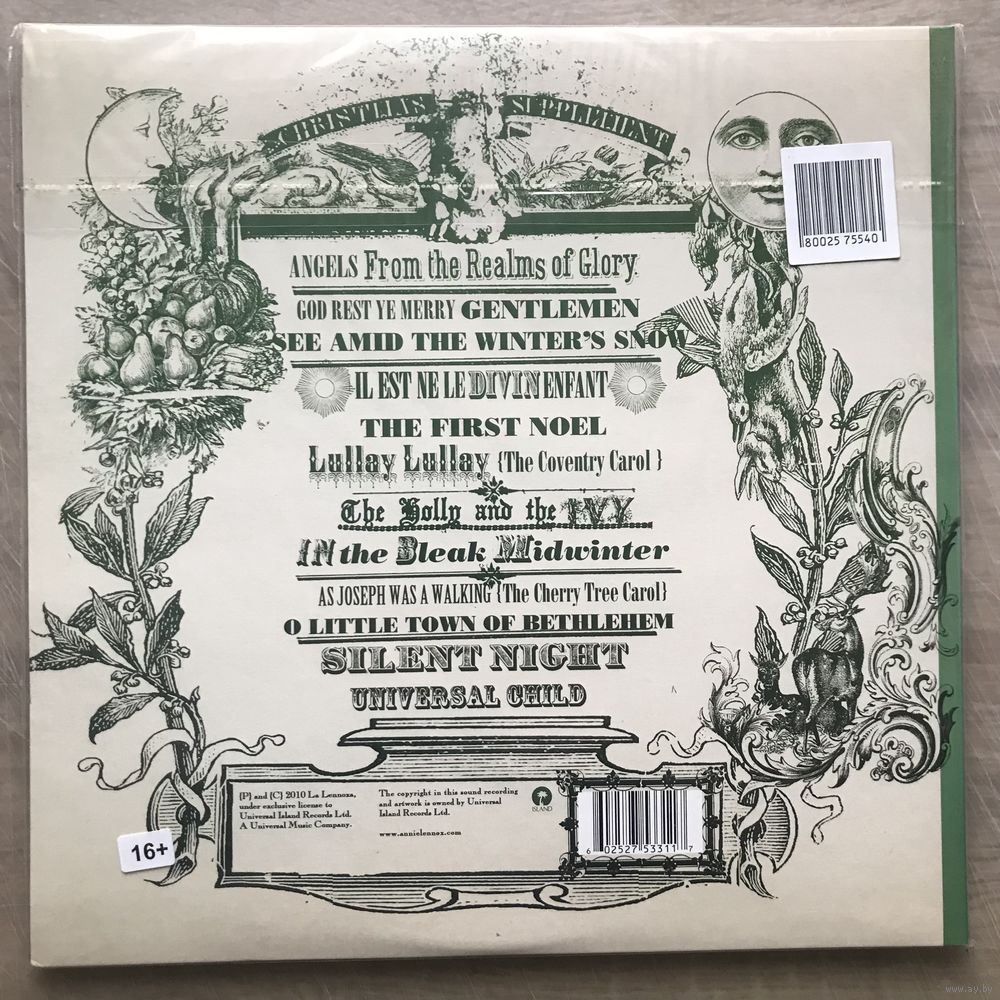 CHRISTMAS SUPPLEMENT
80025 75540
ANGELS From the Realms of Glory
GOD REST YE MERRY GENTLEMEN
SEE AMID THE WINTER'S SNOW
IL EST NE LE DIVIN ENFANT
THE FIRST NOEL
Lullay Lullay {The Coventry Carol}
The Holly and the IVY
IN the Bleak Midwinter
AS JOSEPH WAS A WALKING {The Cherry Tree Carol}
O LITTLE TOWN OF BETHLEHEM
SILENT NIGHT
UNIVERSAL CHILD
{P} and {C} 2010 La Lennoxa,
under exclusive license to
Universal Island Records Ltd.
A Universal Music Company.
The copyright in this sound recording
and artwork is owned by Universal
Island Records Ltd.
www.annielennox.com
ISLAND
6 02527 53311 7
16+
www.ay.by